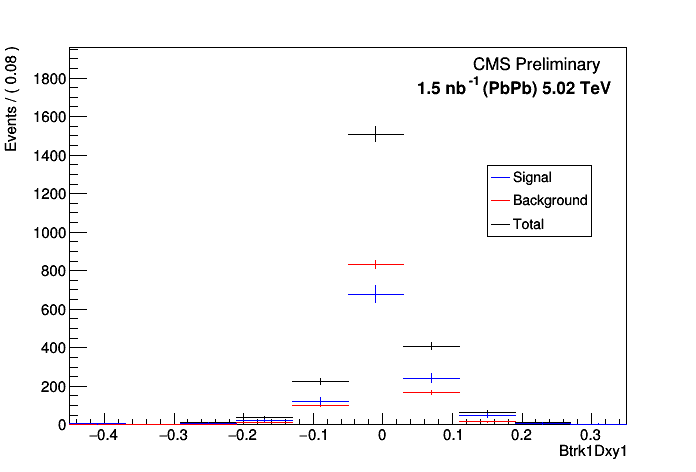 CMS Preliminary
1.5 nb⁻¹ (PbPb) 5.02 TeV
Events / ( 0.08 )
1800
1600
1400
1200
1000
800
600
400
200
0
Signal
Background
Total
−0.4 −0.3 −0.2 −0.1 0 0.1 0.2 0.3
Btrk1Dxy1